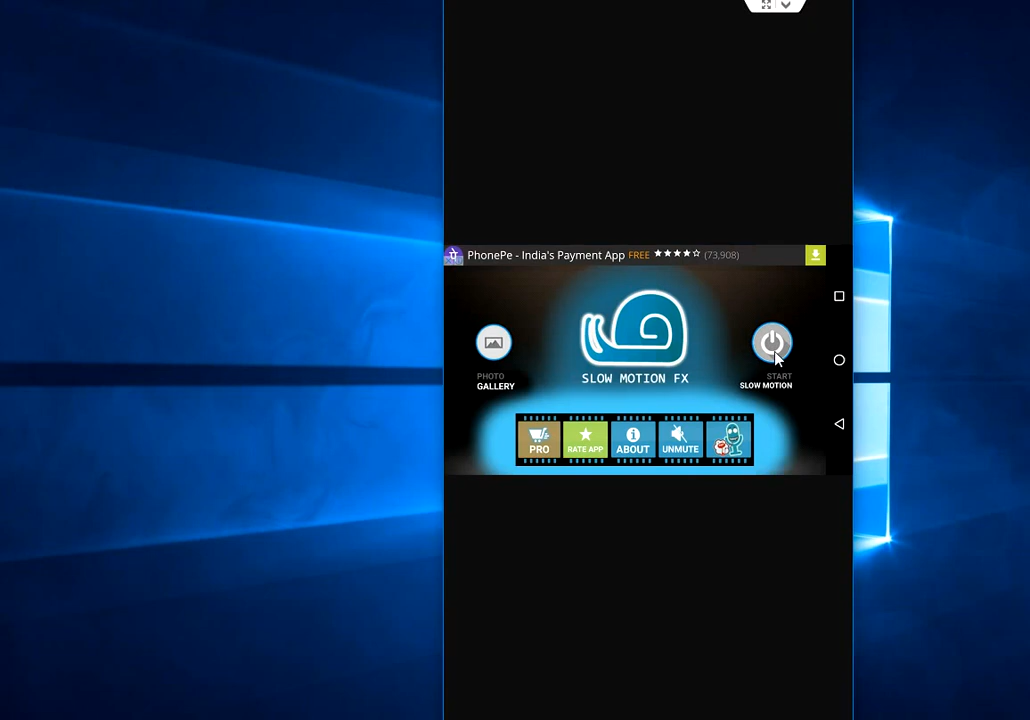 PhonePe - India's Payment App FREE (73,908)
SLOW MOTION FX
PHOTO
GALLERY
START
SLOW MOTION
PRO
RATE APP
ABOUT
UNMUTE